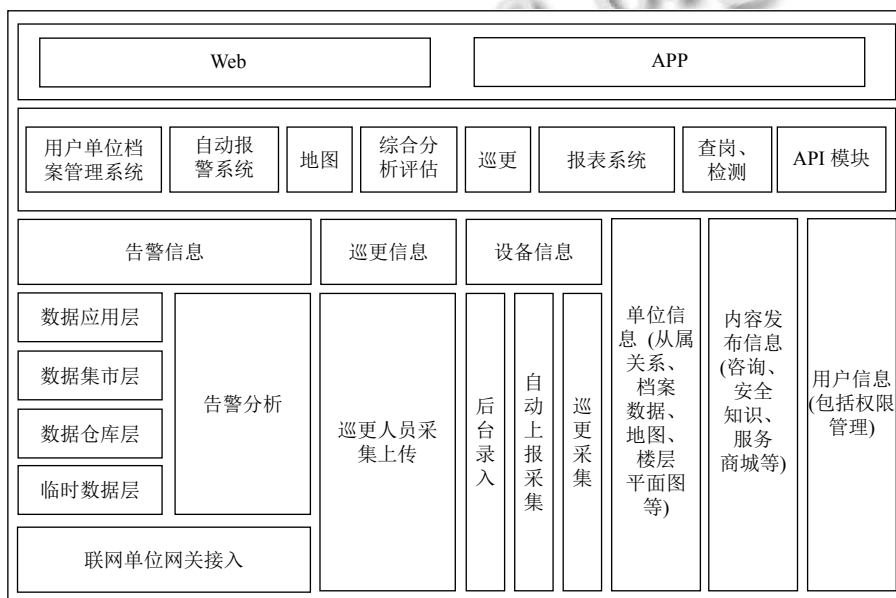 Web
APP
用户单位档
案管理系统
自动报
警系统
地图
综合分
析评估
巡更
报表系统
查岗、
检测
API 模块
告警信息
巡更信息
设备信息
数据应用层
数据集市层
数据仓库层
临时数据层
告警分析
联网单位网关接入
巡更人员采
集上传
后
台
录
入
自
动
上
报
采
集
巡
更
采
集
单位信
息 (从属
关系、
档案
数据、
地图、
楼层
平面图
等)
内容发
布信息
(咨询、
安全
知识、
服务
商城等)
用户信息
(包括权限
管理)